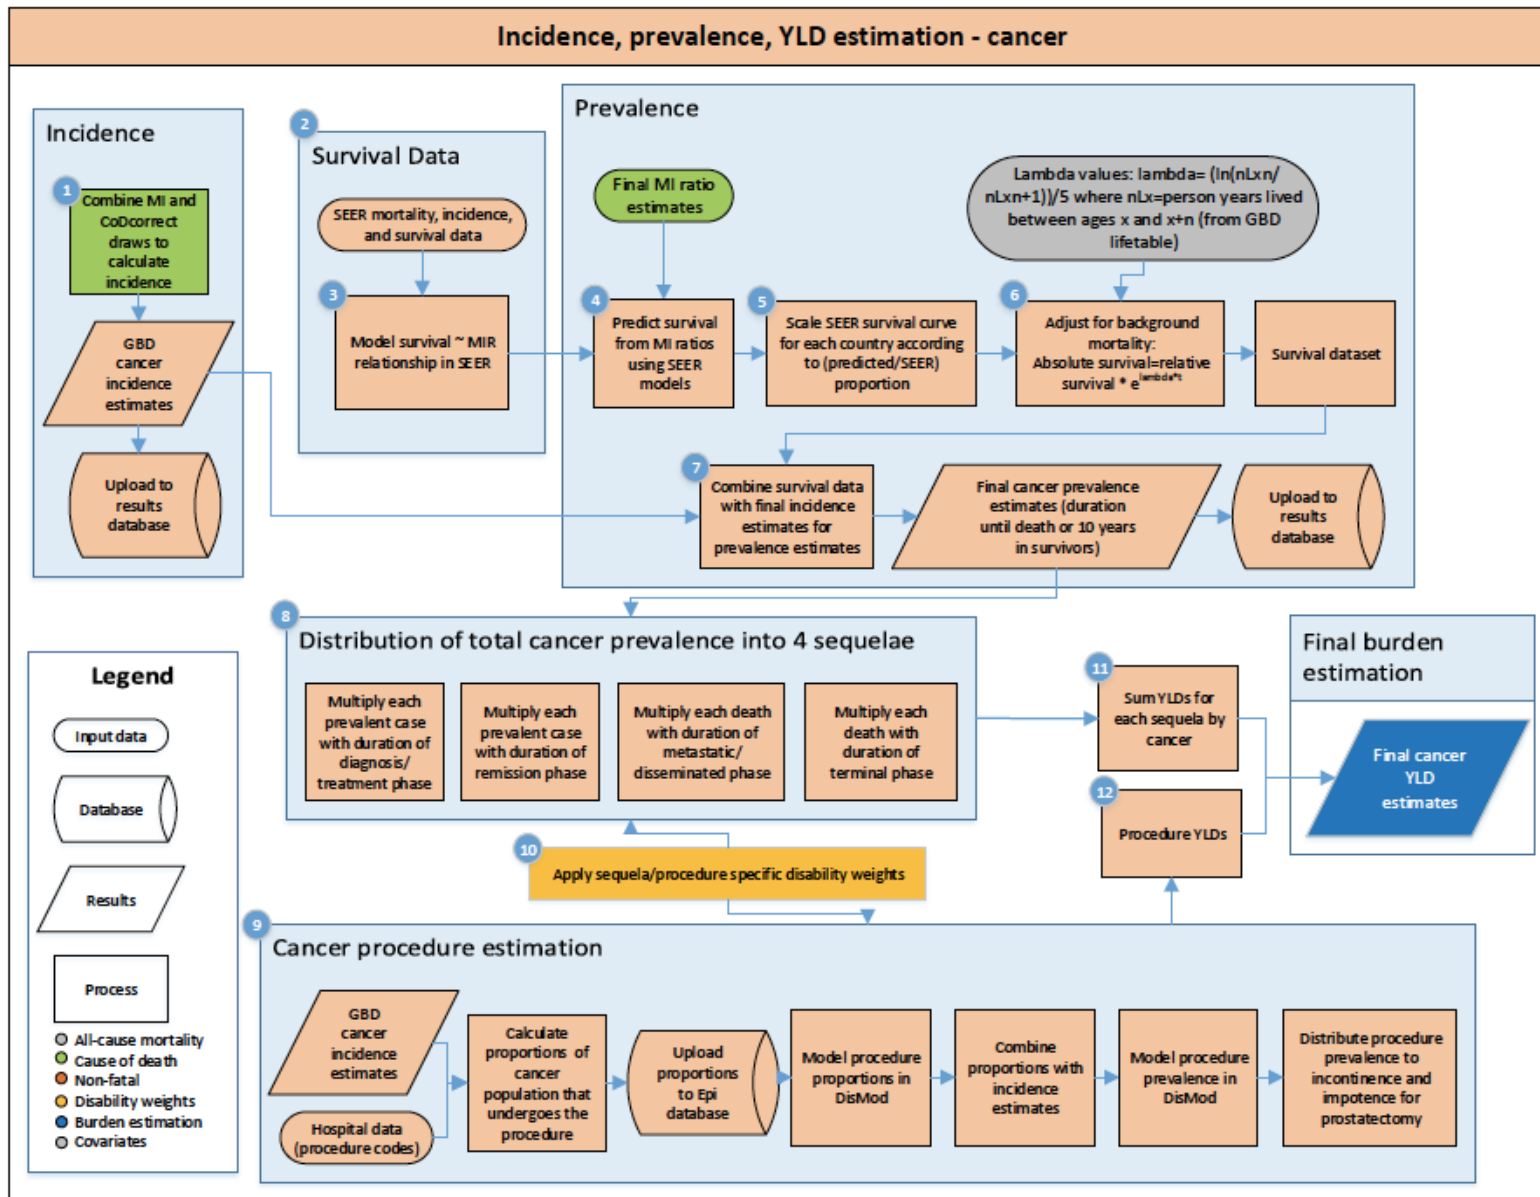 Incidence, prevalence, YLD estimation - cancer
Incidence
1
Combine MI and
CoDcorrect
draws to
calculate
incidence
GBD
cancer
incidence
estimates
Upload to
results
database
2
Survival Data
SEER mortality, incidence,
and survival data
3
Model survival ~ MIR
relationship in SEER
Prevalence
Final MI ratio
estimates
Lambda values: lambda= (ln(nLxn/
nLxn+1))/5 where nLx=person years lived
between ages x and x+n (from GBD
lifetable)
4
Predict survival
from MI ratios
using SEER
models
5
Scale SEER survival curve
for each country according
to (predicted/SEER)
proportion
6
Adjust for background
mortality:
Absolute survival=relative
survival * e^lambda*t
Survival dataset
7
Combine survival data
with final incidence
estimates for
prevalence estimates
Final cancer prevalence
estimates (duration
until death or 10 years
in survivors)
Upload to
results
database
8
Distribution of total cancer prevalence into 4 sequelae
Multiply each
prevalent case
with duration of
diagnosis/
treatment phase
Multiply each
prevalent case
with duration of
remission phase
Multiply each death
with duration of
metastatic/
disseminated phase
Multiply each
death with
duration of
terminal phase
11
Sum YLDs for
each sequela by
cancer
12
Procedure YLDs
Final burden
estimation
Final cancer
YLD
estimates
10
Apply sequela/procedure specific disability weights
9
Cancer procedure estimation
GBD
cancer
incidence
estimates
Hospital data
(procedure codes)
Calculate
proportions of
cancer
population that
undergoes the
procedure
Upload
proportions
to Epi
database
Model procedure
proportions in
DisMod
Combine
proportions with
incidence
estimates
Model procedure
prevalence in
DisMod
Distribute procedure
prevalence to
incontinence and
impotence for
prostatectomy
Legend
Input data
Database
Results
Process
All-cause mortality
Cause of death
Non-fatal
Disability weights
Burden estimation
Covariates